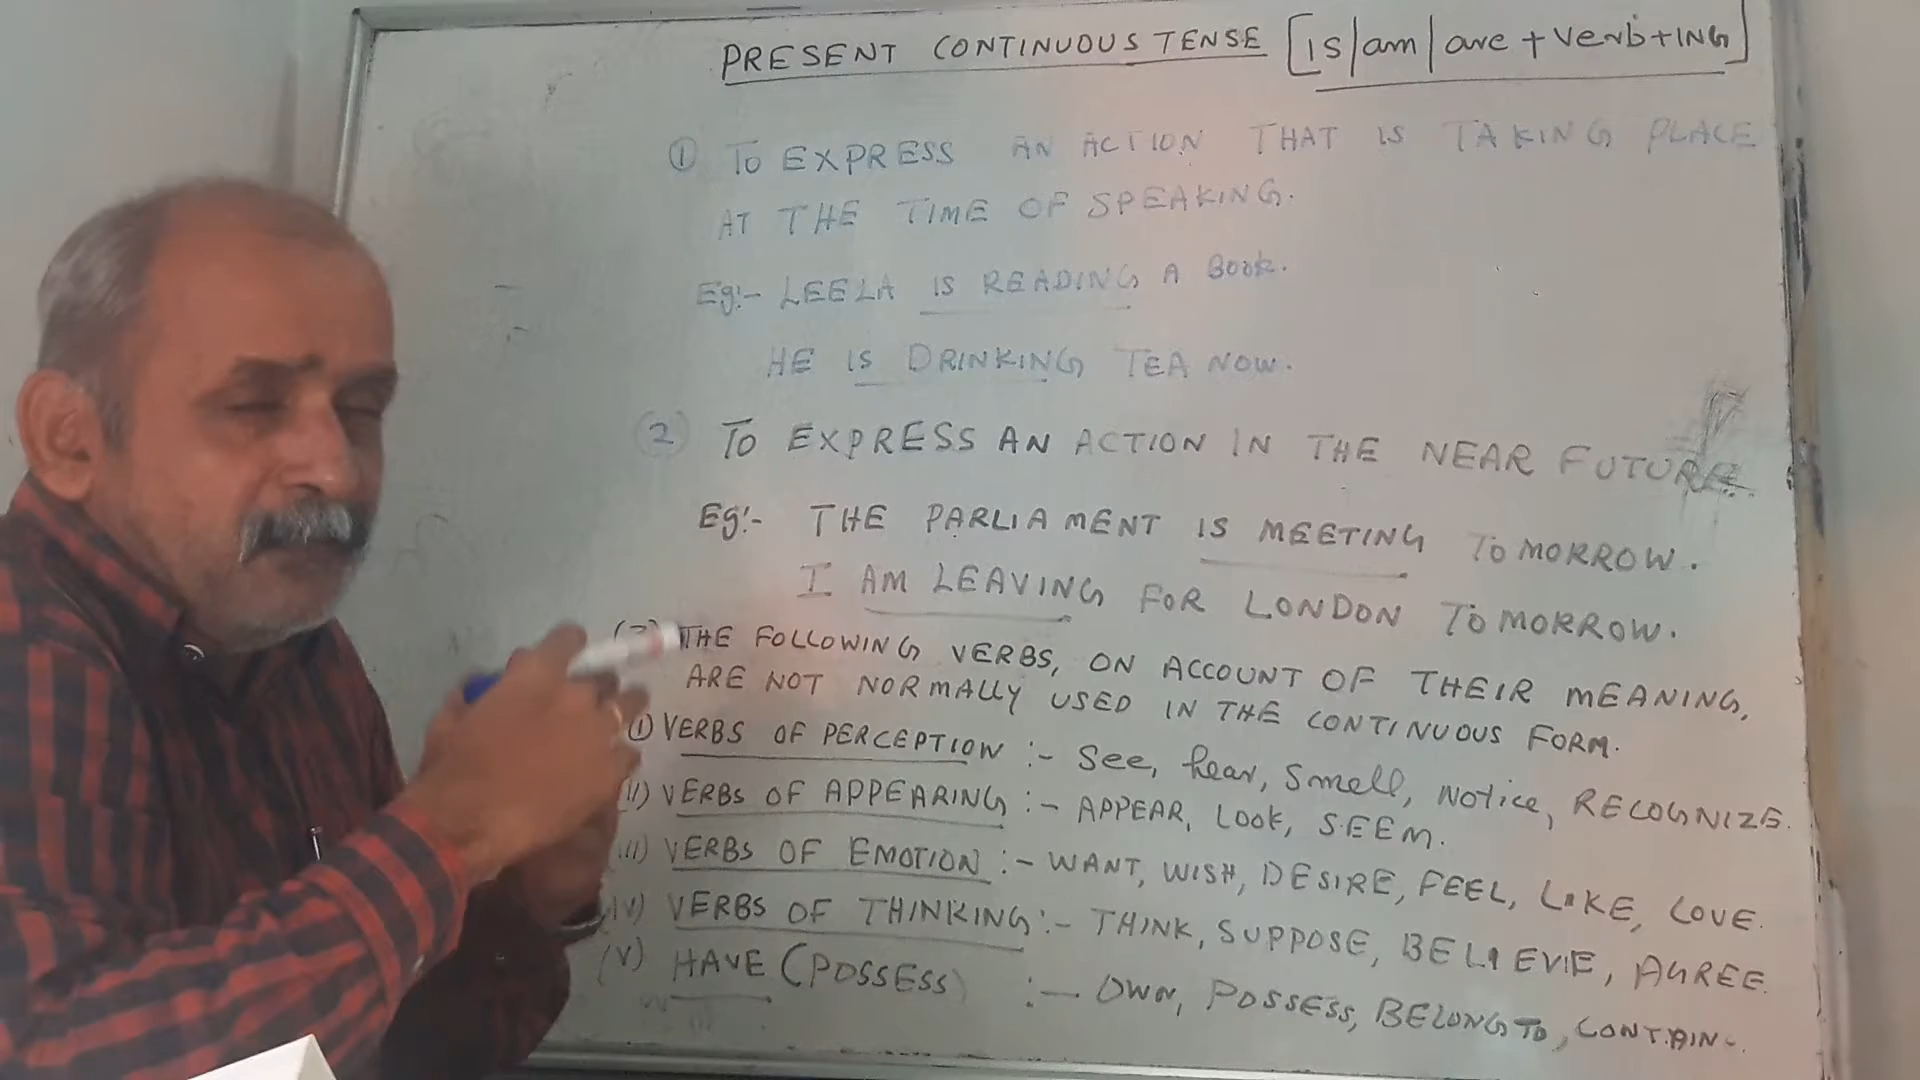 PRESENT CONTINUOUS TENSE [IS/am/are + verb + ING]
① TO EXPRESS AN ACTION THAT IS TAKING PLACE
AT THE TIME OF SPEAKING.
Eg:- LEELA IS READING A Book.
HE IS DRINKING TEA NOW.
(2) TO EXPRESS AN ACTION IN THE NEAR FUTURE.
Eg:- THE PARLIAMENT IS MEETING TOMORROW.
I AM LEAVING FOR LONDON TOMORROW.
(3) THE FOLLOWING VERBS, ON ACCOUNT OF THEIR MEANING,
ARE NOT NORMALLY USED IN THE CONTINUOUS FORM.
(I) VERBS OF PERCEPTION :- See, hear, Smell, Notice, RECOGNIZE.
(II) VERBS OF APPEARING :- APPEAR, Look, SEEM.
(III) VERBS OF EMOTION :- WANT, WISH, DESIRE, FEEL, LIKE, LOVE.
(IV) VERBS OF THINKING :- THINK, SUPPOSE, BELIEVE, AGREE.
(V) HAVE (POSSESS) :- OWN, POSSESS, BELONG TO, CONTAIN.